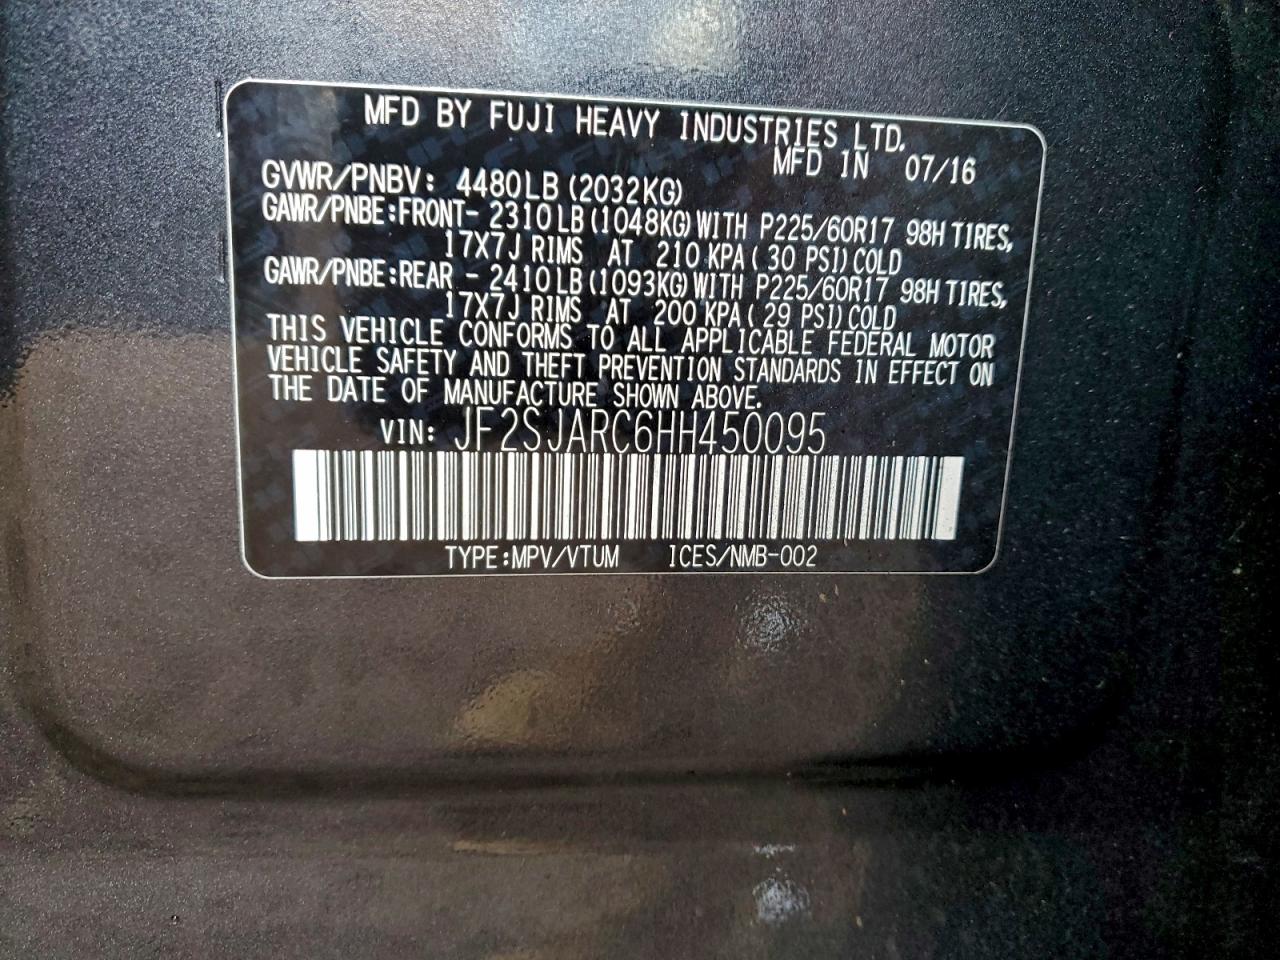 MFD BY FUJI HEAVY INDUSTRIES LTD.
MFD IN 07/16
GVWR/PNBV: 4480LB (2032KG)
GAWR/PNBE:FRONT- 2310LB (1048KG) WITH P225/60R17 98H TIRES,
17X7J RIMS AT 210 KPA ( 30 PSI) COLD
GAWR/PNBE:REAR - 2410LB (1093KG) WITH P225/60R17 98H TIRES,
17X7J RIMS AT 200 KPA ( 29 PSI) COLD
THIS VEHICLE CONFORMS TO ALL APPLICABLE FEDERAL MOTOR
VEHICLE SAFETY AND THEFT PREVENTION STANDARDS IN EFFECT ON
THE DATE OF MANUFACTURE SHOWN ABOVE.
VIN: JF2SJARC6HH450095
TYPE:MPV/VTUM ICES/NMB-002